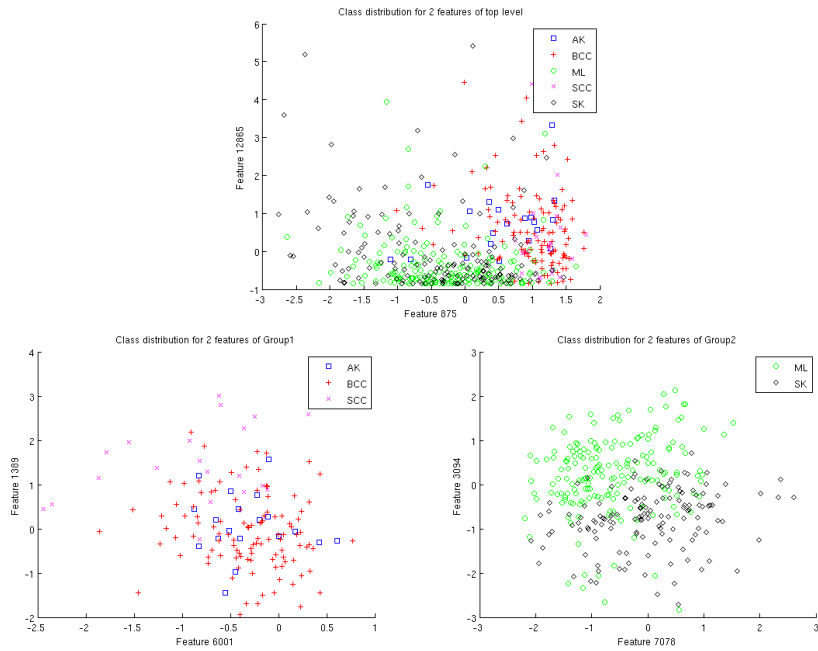 Class distribution for 2 features of top level
6
5
4
3
2
1
0
-1
Feature 12865
AK
BCC
ML
SCC
SK
-3 -2.5 -2 -1.5 -1 -0.5 0 0.5 1 1.5 2
Feature 875
Class distribution for 2 features of Group1
4
3
2
1
0
-1
-2
Feature 1389
AK
BCC
SCC
-2.5 -2 -1.5 -1 -0.5 0 0.5 1
Feature 6001
Class distribution for 2 features of Group2
3
2
1
0
-1
-2
-3
Feature 3094
ML
SK
-3 -2 -1 0 1 2 3
Feature 7078